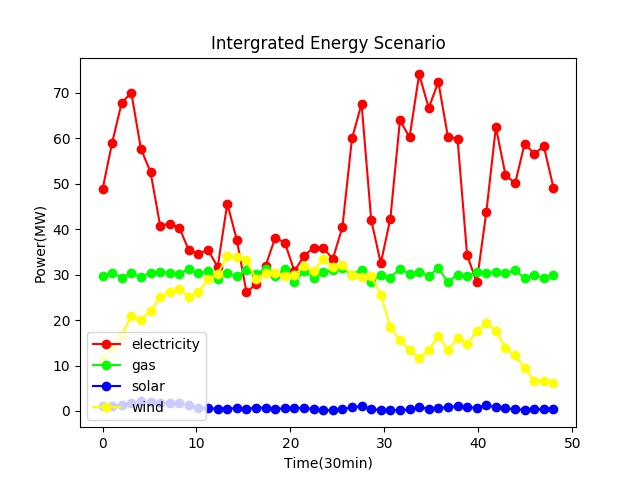 Intergrated Energy Scenario
Power(MW)
70
60
50
40
30
20
10
0
electricity
gas
solar
wind
0 10 20 30 40 50
Time(30min)